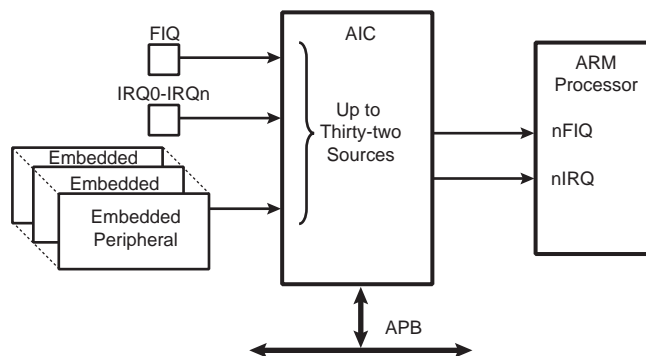 FIQ
IRQ0-IRQn
Embedded
Embedded
Embedded
Peripheral
AIC
Up to
Thirty-two
Sources
ARM
Processor
nFIQ
nIRQ
APB